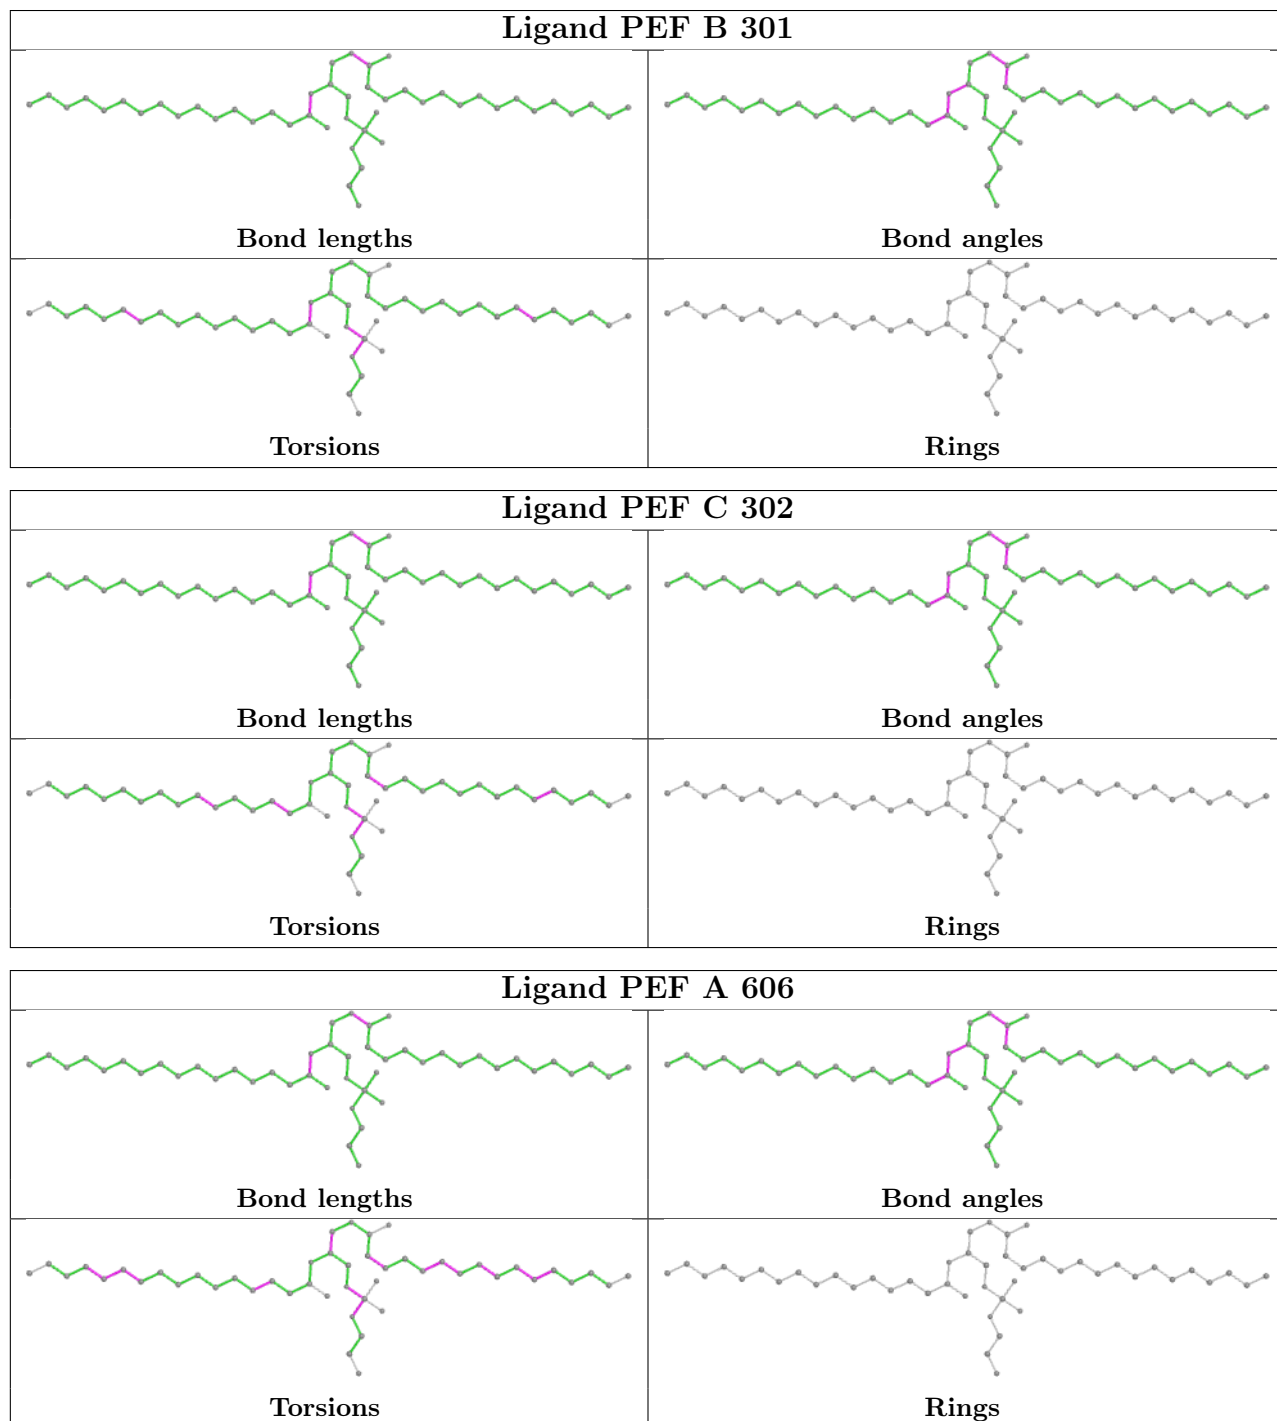 Ligand PEF B 301
Bond lengths
Bond angles
Torsions
Rings
Ligand PEF C 302
Bond lengths
Bond angles
Torsions
Rings
Ligand PEF A 606
Bond lengths
Bond angles
Torsions
Rings